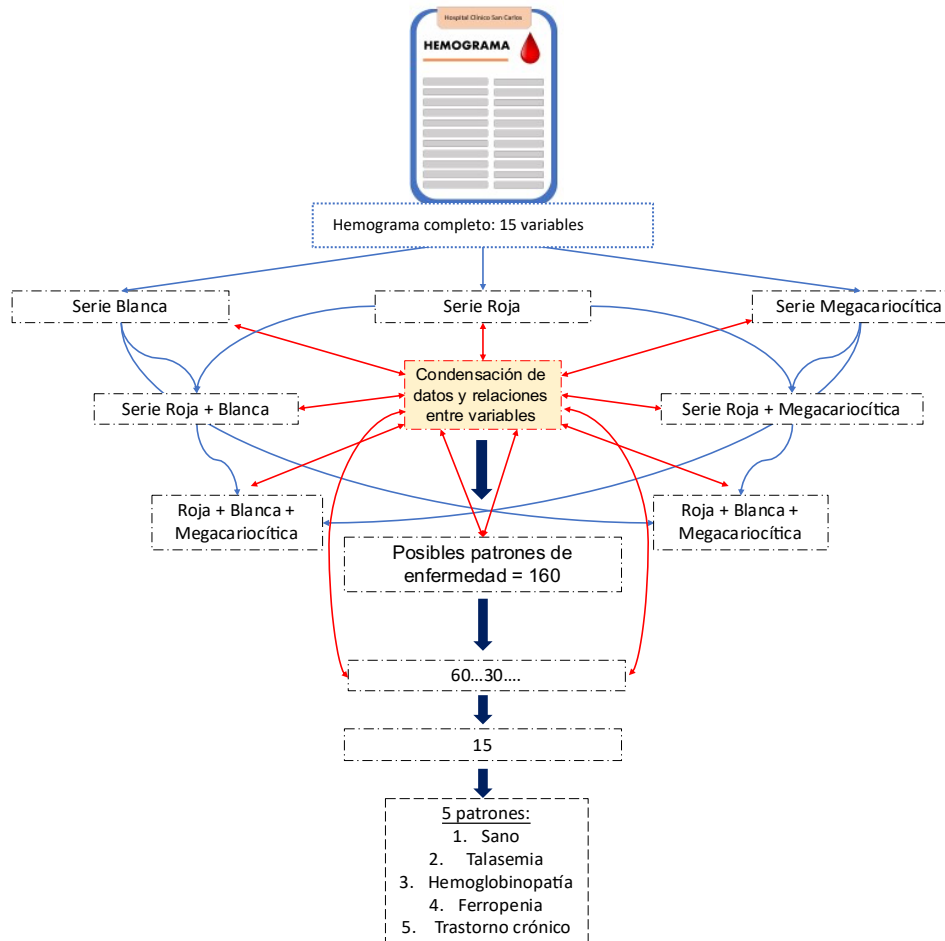 Hospital Clínico San Carlos
HEMOGRAMA
Hemograma completo: 15 variables
Serie Blanca
Serie Roja
Serie Megacariocítica
Condensación de
datos y relaciones
entre variables
Serie Roja + Blanca
Serie Roja + Megacariocítica
Roja + Blanca +
Megacariocítica
Roja + Blanca +
Megacariocítica
Posibles patrones de
enfermedad = 160
60...30....
15
5 patrones:
1. Sano
2. Talasemia
3. Hemoglobinopatía
4. Ferropenia
5. Trastorno crónico